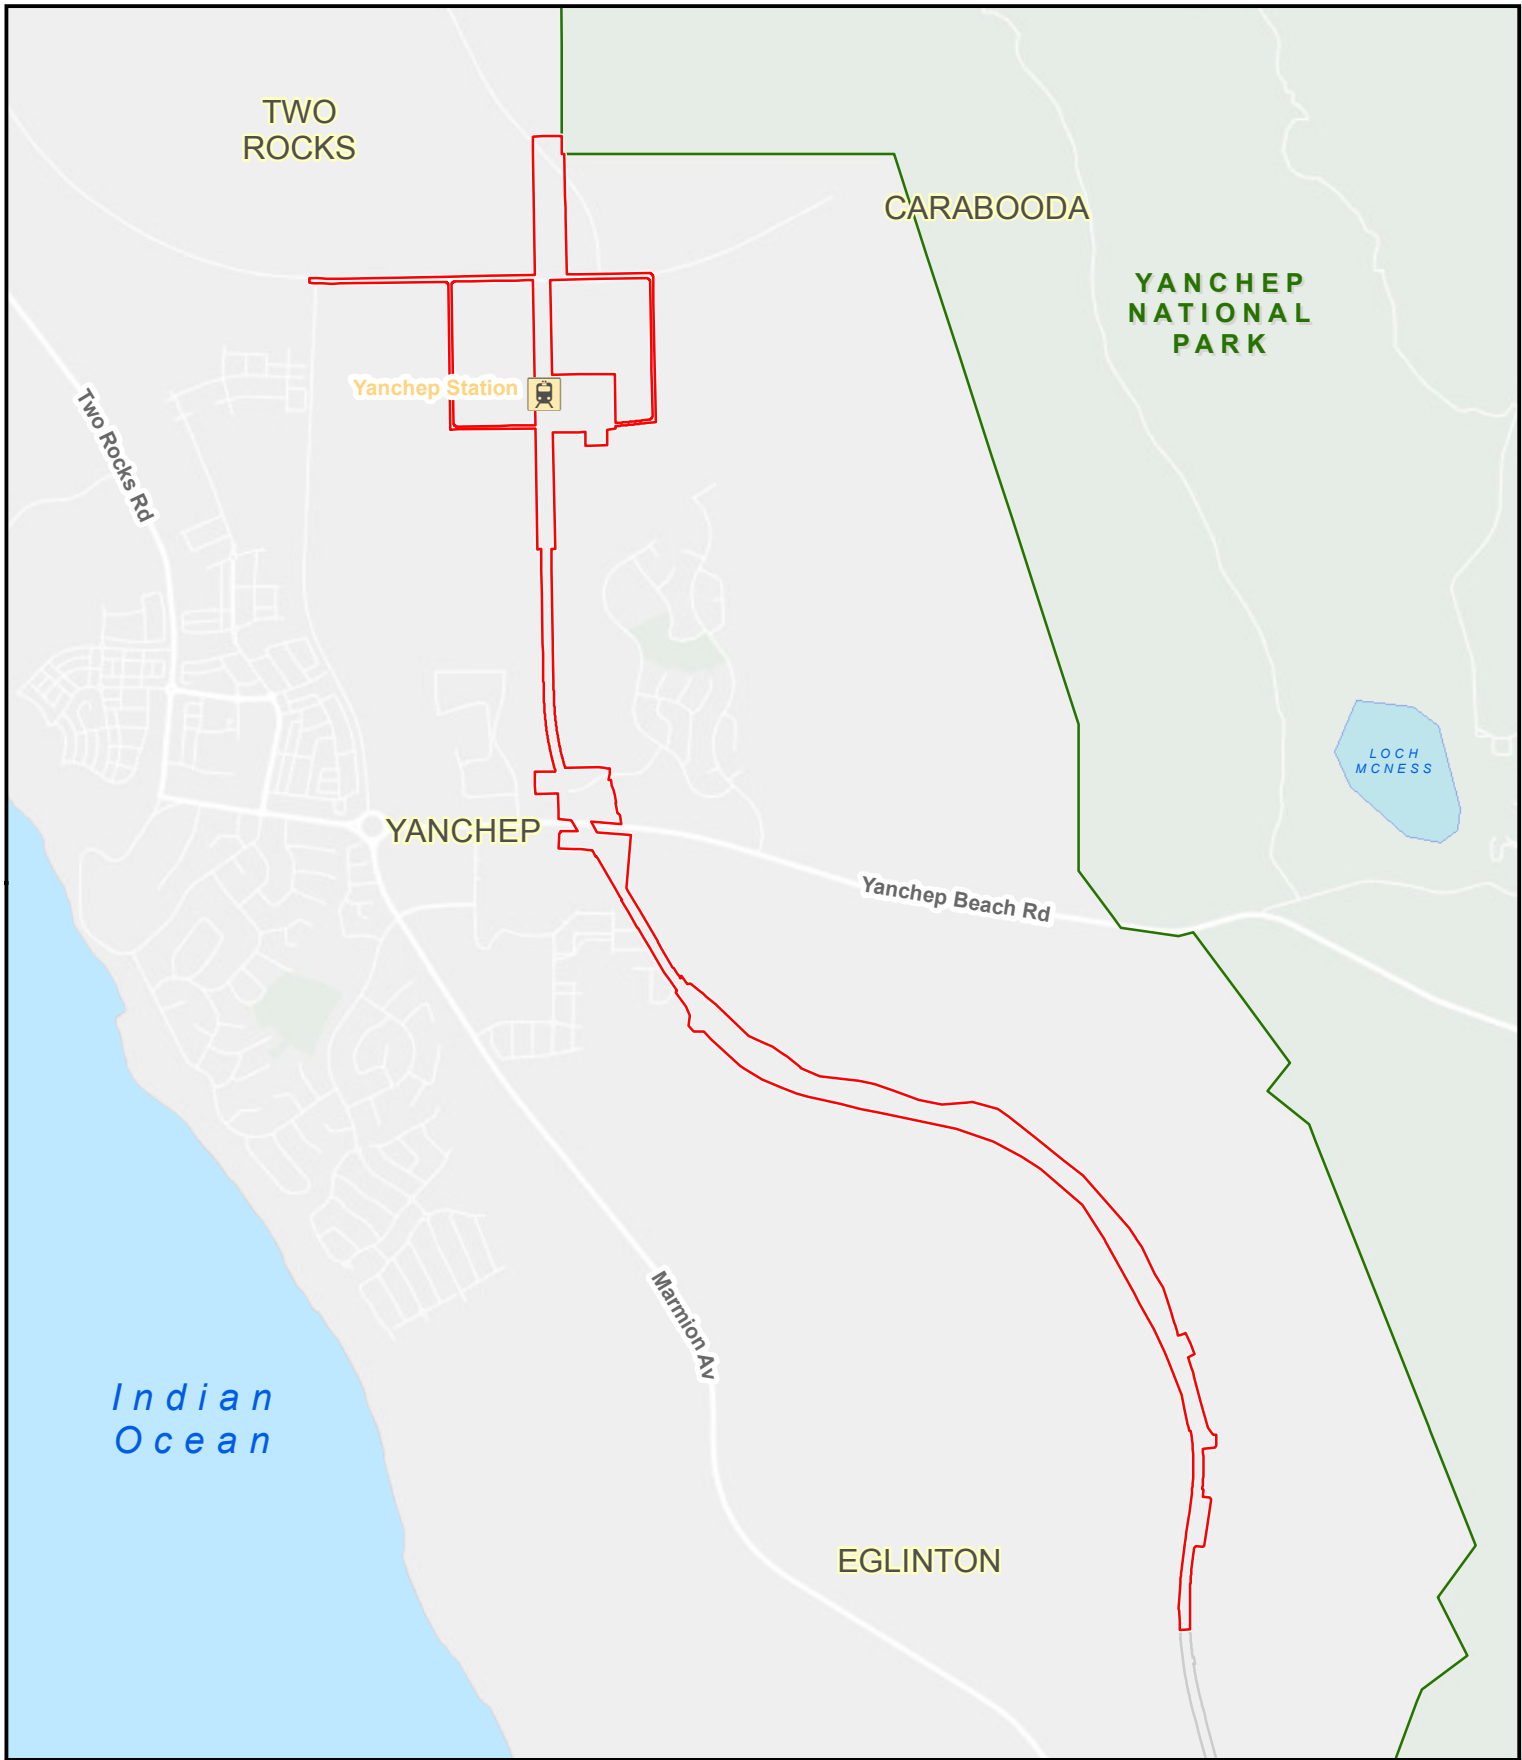 TWO
ROCKS
CARABOODA
YANCHEP
NATIONAL
PARK
Yanchep Station
Two Rocks Rd
LOCH
MCNESS
YANCHEP
Yanchep Beach Rd
Marmion Av
Indian
Ocean
EGLINTON